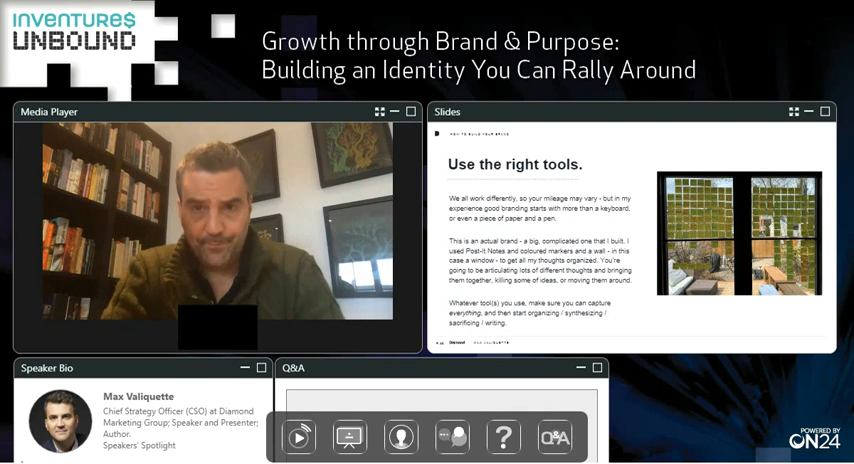 INVENTURE$
UNBOUND
Growth through Brand & Purpose:
Building an Identity You Can Rally Around
Media Player
Slides
HOW TO BUILD YOUR BRAND
Use the right tools.
We all work differently, so your mileage may vary - but in my
experience good branding starts with more than a keyboard,
or even a piece of paper and a pen.
This is an actual brand - a big, complicated one that I built. I
used Post-It Notes and coloured markers and a wall - in this
case a window - to get all my thoughts organized. You're
going to be articulating lots of different thoughts and bringing
them together, killing some of ideas, or moving them around.
Whatever tool(s) you use, make sure you can capture
everything, and then start organizing / synthesizing /
sacrificing / writing.
Diamond
MAX VALIQUETTE
Speaker Bio
Max Valiquette
Chief Strategy Officer (CSO) at Diamond
Marketing Group; Speaker and Presenter;
Author.
Speakers' Spotlight
Q&A
?
Q&A
POWERED BY
ON24